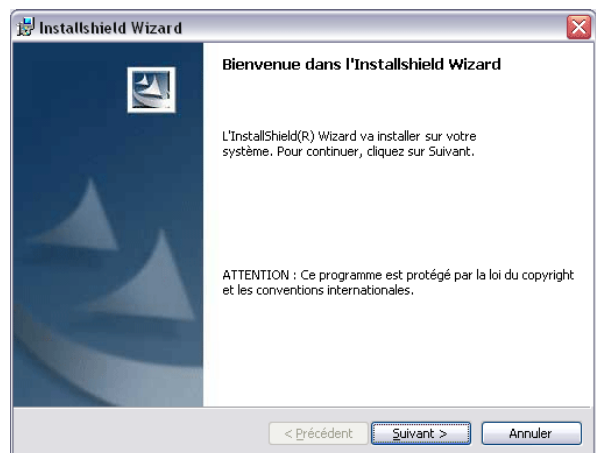 Installshield Wizard
Bienvenue dans l'Installshield Wizard
L'InstallShield(R) Wizard va installer sur votre
système. Pour continuer, cliquez sur Suivant.
ATTENTION : Ce programme est protégé par la loi du copyright
et les conventions internationales.
< Précédent
Suivant >
Annuler